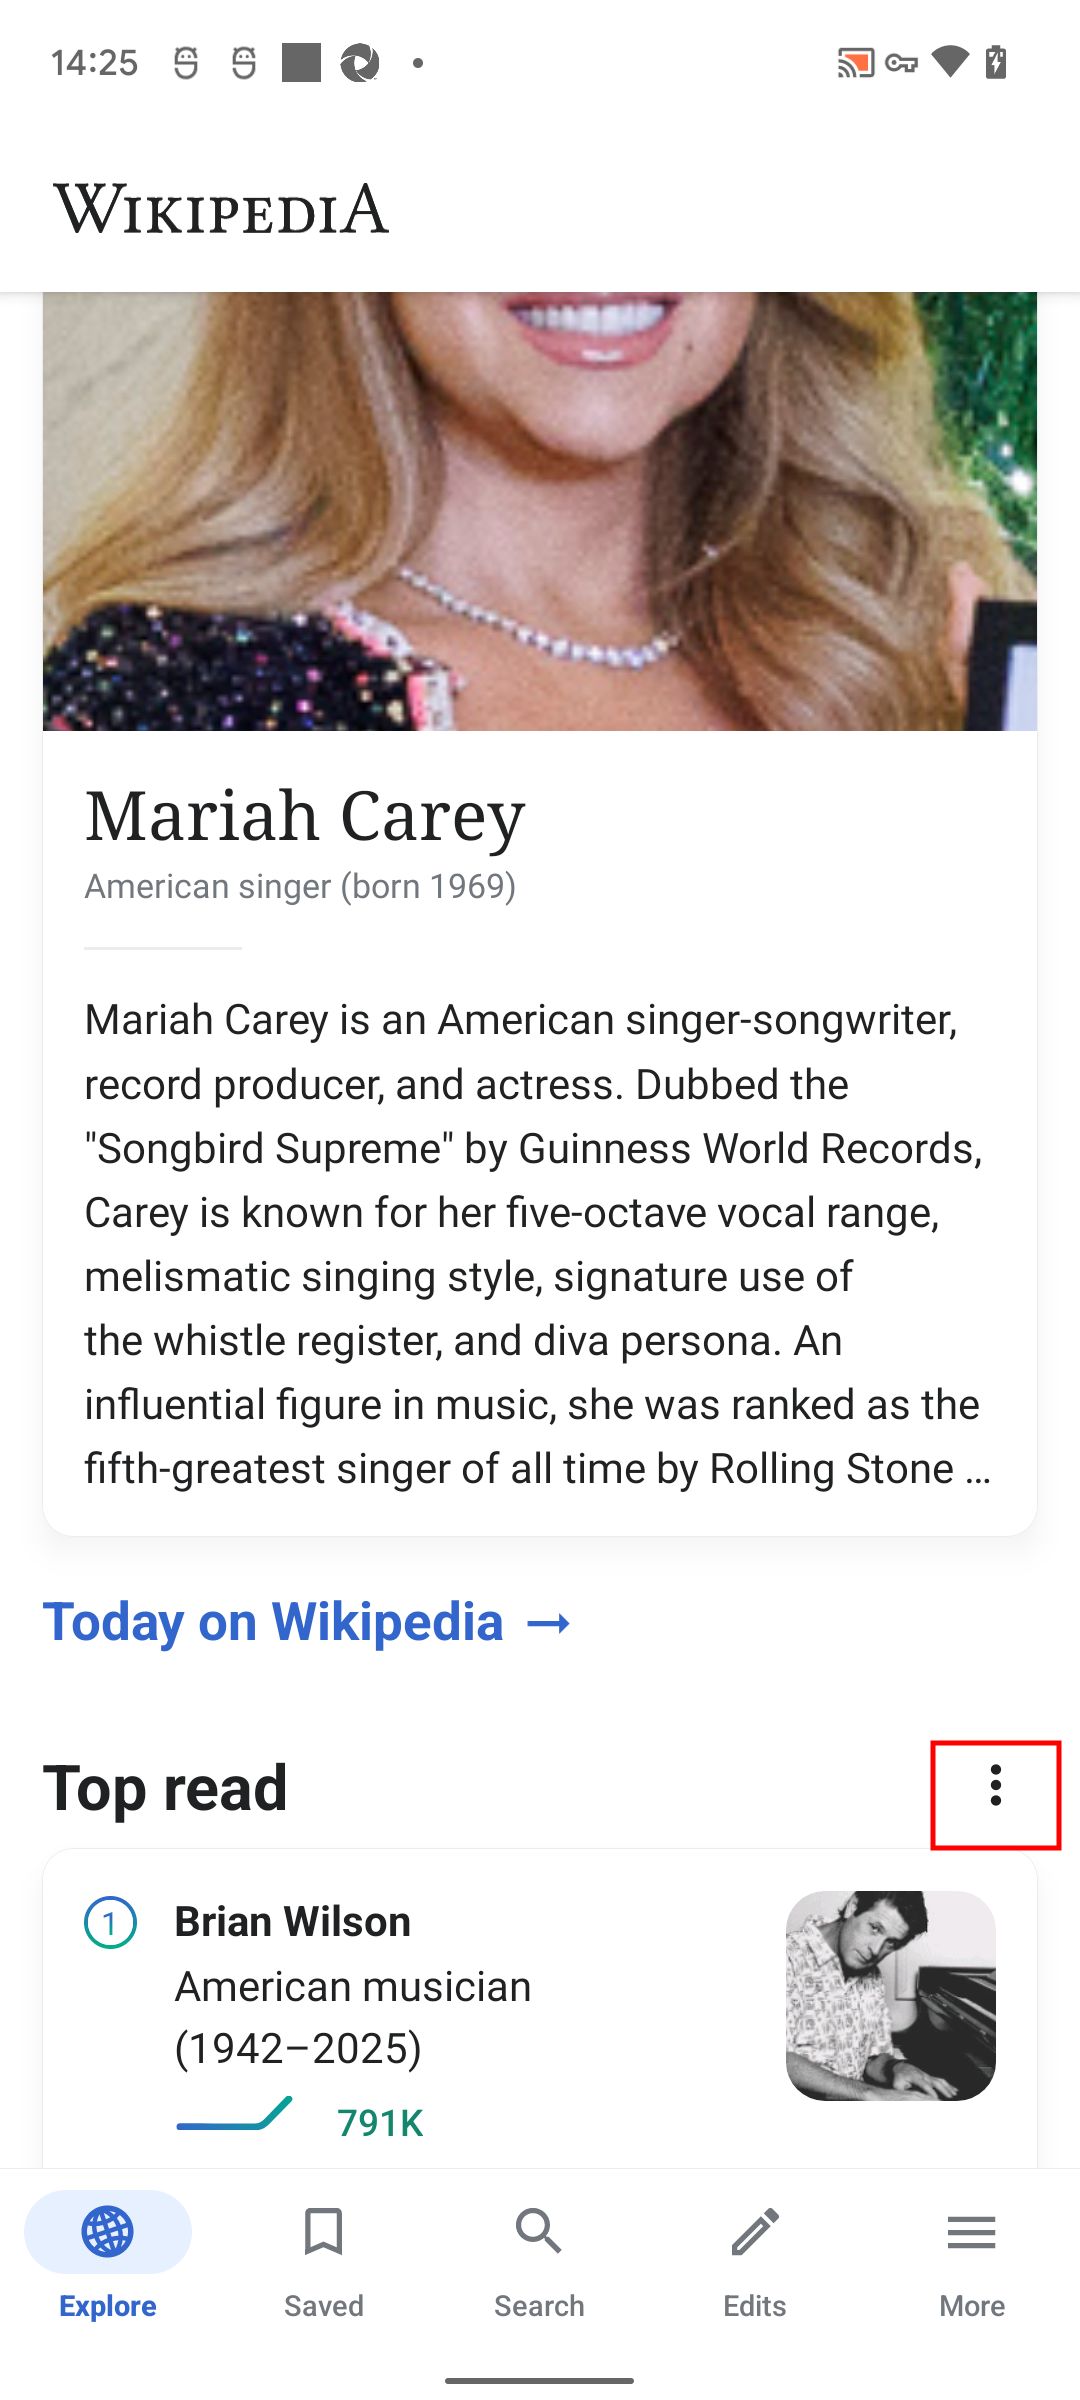 14:25
WIKIPEDIA
Mariah Carey
American singer (born 1969)
Mariah Carey is an American singer-songwriter,
record producer, and actress. Dubbed the
"Songbird Supreme" by Guinness World Records,
Carey is known for her five-octave vocal range,
melismatic singing style, signature use of
the whistle register, and diva persona. An
influential figure in music, she was ranked as the
fifth-greatest singer of all time by Rolling Stone ...
Today on Wikipedia →
Top read
1 Brian Wilson
American musician
(1942–2025)
791K
Explore Saved Search Edits More